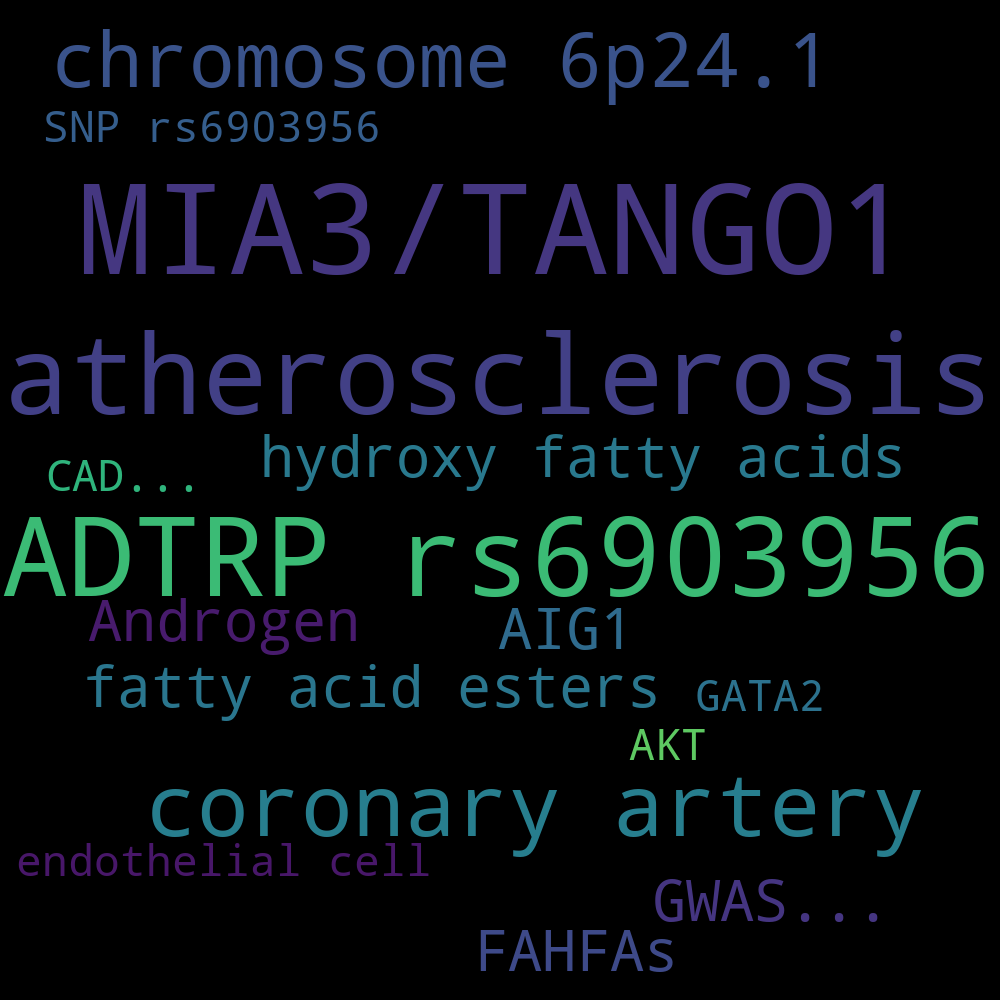 chromosome 6p24.1
SNP rs6903956
MIA3/TANGO1
atherosclerosis
hydroxy fatty acids
CAD...
ADTRP rs6903956
Androgen
AIG1
fatty acid esters
GATA2
AKT
coronary artery
endothelial cell
GWAS...
FAHFAs